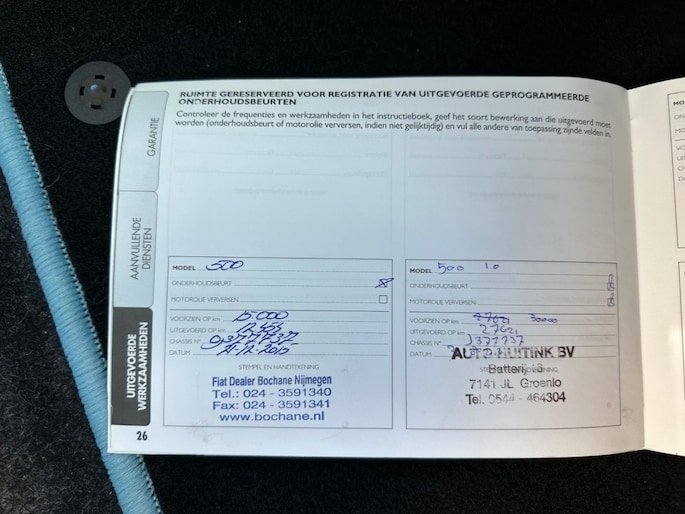 RUIMTE GERESERVEERD VOOR REGISTRATIE VAN UITGEVOERDE GEPROGRAMMEERDE
ONDERHOUDSBEURTEN
Controleer de frequenties en werkzaamheden in het instructieboek, geef het soort bewerking aan die uitgevoerd moet
worden (onderhoudsbeurt of motorolie verversen, indien niet gelijktijdig) en vul alle andere van toepassing zijnde velden in.
GARANTIE
AANVULLENDE
DIENSTEN
UITGEVOERDE
WERKZAAMHEDEN
MODEL 500
ONDERHOUDSBEURT
MOTOROLIE VERVERSEN
VOORZIEN OP km 15.000
UITGEVOERD OP km
CHASSIS N°
DATUM
STEMPEL EN HANDTEKENING
Fiat Dealer Bochane Nijmegen
Tel.: 024 - 3591340
Fax: 024 - 3591341
www.bochane.nl
MODEL 500 1.0
ONDERHOUDSBEURT
MOTOROLIE VERVERSEN
VOORZIEN OP km 30000
UITGEVOERD OP km 27621
CHASSIS N° J377737
DATUM
AUTO HUITINK BV
Batterij
7141 JL Groenlo
Tel. 0544 - 464304
26